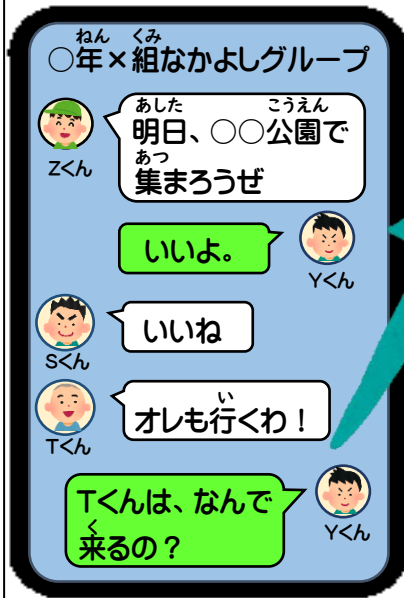 ねん くみ
○年×組なかよしグループ
あした こうえん
明日、○○公園で
あつ
集まろうぜ
Zくん
いいよ。
Yくん
いいね
Sくん
い
オレも行くわ！
Tくん
Tくんは、なんで
く
来るの？
Yくん